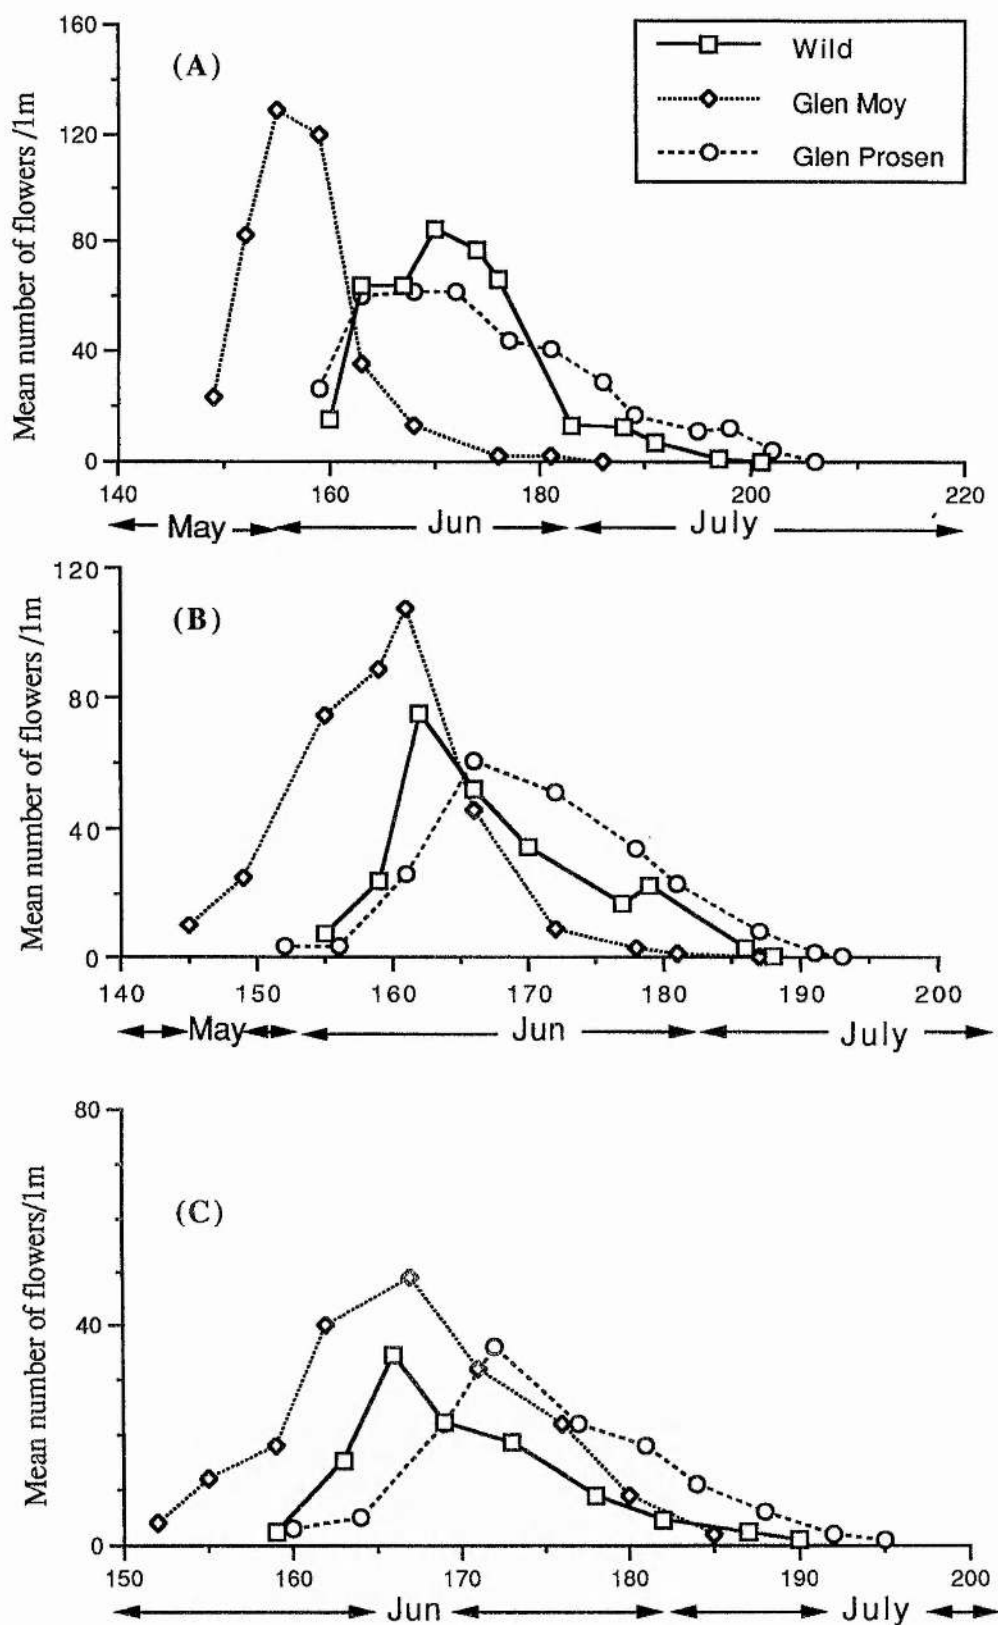 160
120
80
40
0
Mean number of flowers /1m
(A)
Wild
Glen Moy
Glen Prosen
140 160 180 200 220
May Jun July
120
80
40
0
Mean number of flowers /1m
(B)
140 150 160 170 180 190 200
May Jun July
80
40
0
Mean number of flowers/1m
(C)
150 160 170 180 190 200
Jun July